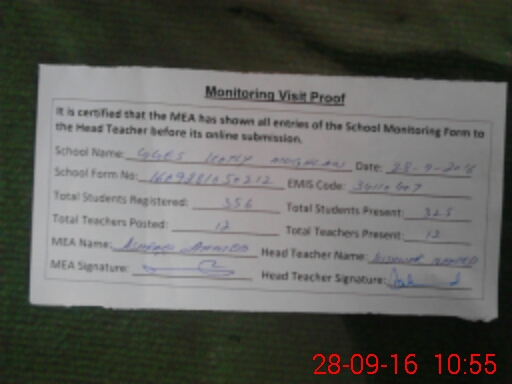 Monitoring Visit Proof
It is certified that the MEA has shown all entries of the School Monitoring Form to
the Head Teacher before its online submission.
School Name: GGES Date: 28-9-2016
School Form No: EMIS Code:
Total Students Registered: 356 Total Students Present: 325
Total Teachers Posted: 12 Total Teachers Present: 12
MEA Name: Ahmed Head Teacher Name: Ahmed
MEA Signature: Head Teacher Signature:
28-09-16 10:55